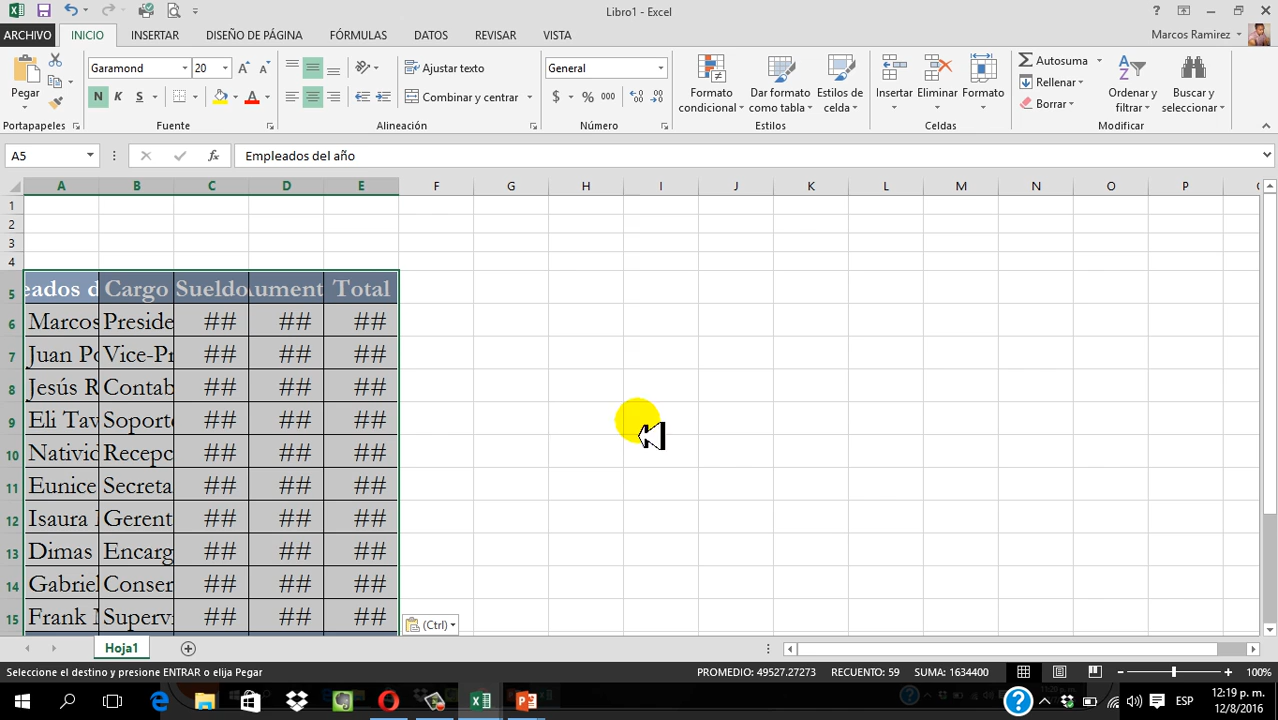 Libro1 - Excel
?
ARCHIVO INICIO INSERTAR DISEÑO DE PÁGINA FÓRMULAS DATOS REVISAR VISTA Marcos Ramirez
Pegar
Portapapeles
Garamond 20 A A
N K S A
Fuente
Ajustar texto
Combinar y centrar
Alineación
General
$ % 000
Número
Formato condicional
Dar formato como tabla
Estilos de celda
Estilos
Insertar Eliminar Formato
Celdas
Autosuma
Rellenar
Borrar
Ordenar y filtrar
Buscar y seleccionar
Modificar
A5 fx Empleados del año
A B C D E F G H I J K L M N O P
1
2
3
4
5 eados d Cargo Sueldo ument Total
6 Marcos Preside ## ## ##
7 Juan Po Vice-Pr ## ## ##
8 Jesús R Contab ## ## ##
9 Eli Tav Soporte ## ## ##
10 Nativid Recepc ## ## ##
11 Eunice Secreta ## ## ##
12 Isaura Gerent ## ## ##
13 Dimas Encarg ## ## ##
14 Gabriel Conser ## ## ##
15 Frank Superv ## ## ##
(Ctrl)
Hoja1
Seleccione el destino y presione ENTRAR o elija Pegar PROMEDIO: 49527.27273 RECUENTO: 59 SUMA: 1634400 100%
ESP
12:19 p. m.
12/8/2016